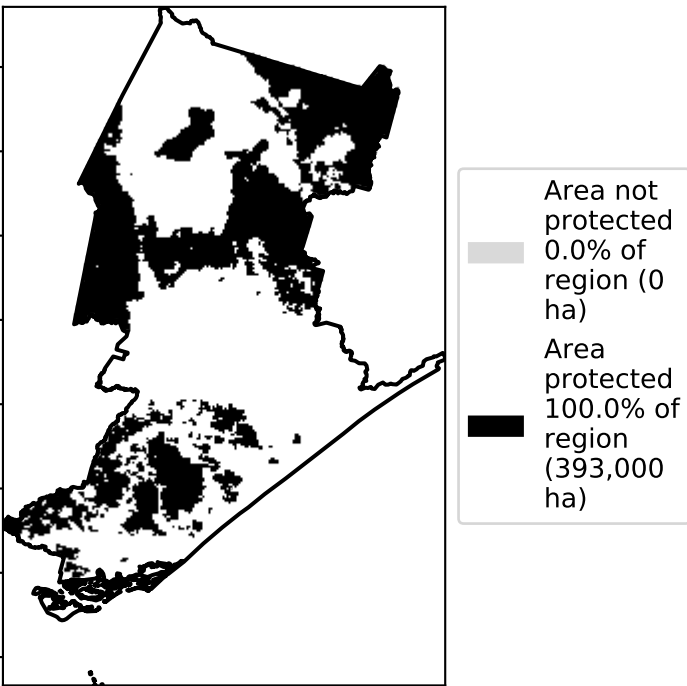 Area not
protected
0.0% of
region (0
ha)
Area
protected
100.0% of
region
(393,000
ha)